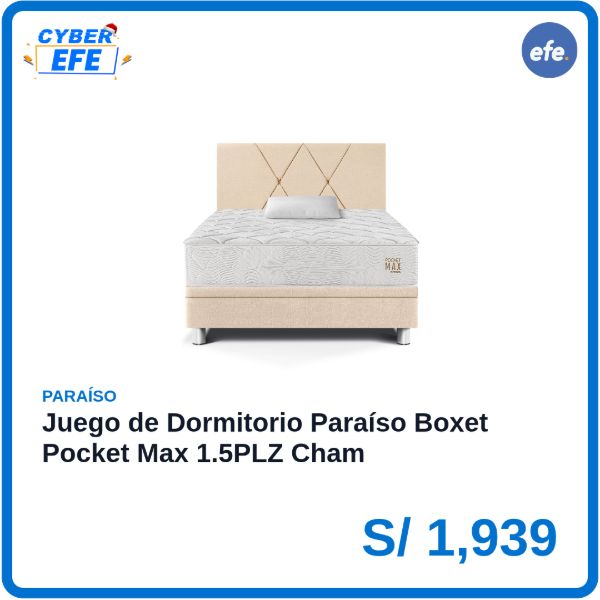 CYBER
EFE
efe.
POCKET
MAX
PARAÍSO
Juego de Dormitorio Paraíso Boxet
Pocket Max 1.5PLZ Cham
S/ 1,939